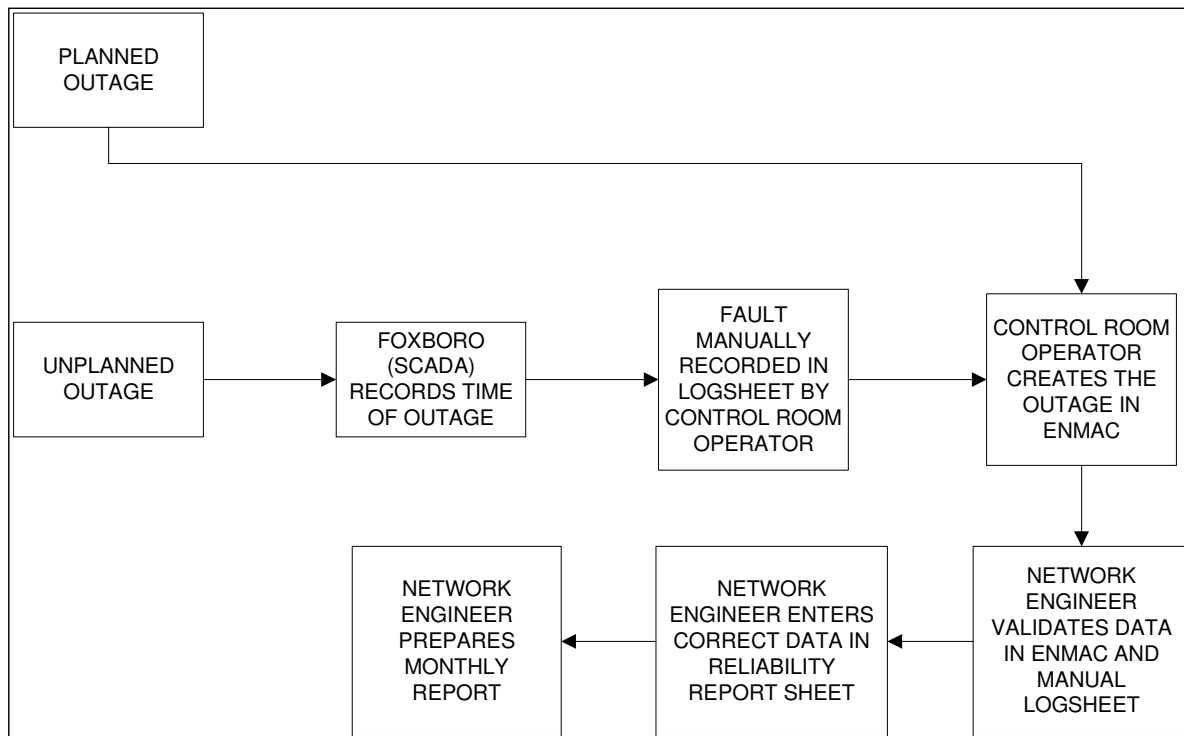 PLANNED
OUTAGE
UNPLANNED
OUTAGE
FOXBORO
(SCADA)
RECORDS TIME
OF OUTAGE
FAULT
MANUALLY
RECORDED IN
LOGSHEET BY
CONTROL ROOM
OPERATOR
CONTROL ROOM
OPERATOR
CREATES THE
OUTAGE IN
ENMAC
NETWORK
ENGINEER
VALIDATES DATA
IN ENMAC AND
MANUAL
LOGSHEET
NETWORK
ENGINEER ENTERS
CORRECT DATA IN
RELIABILITY
REPORT SHEET
NETWORK
ENGINEER
PREPARES
MONTHLY
REPORT